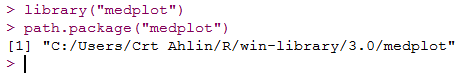 > library("medplot")
> path.package("medplot")
[1] "C:/Users/Crt Ahlin/R/win-library/3.0/medplot"
>